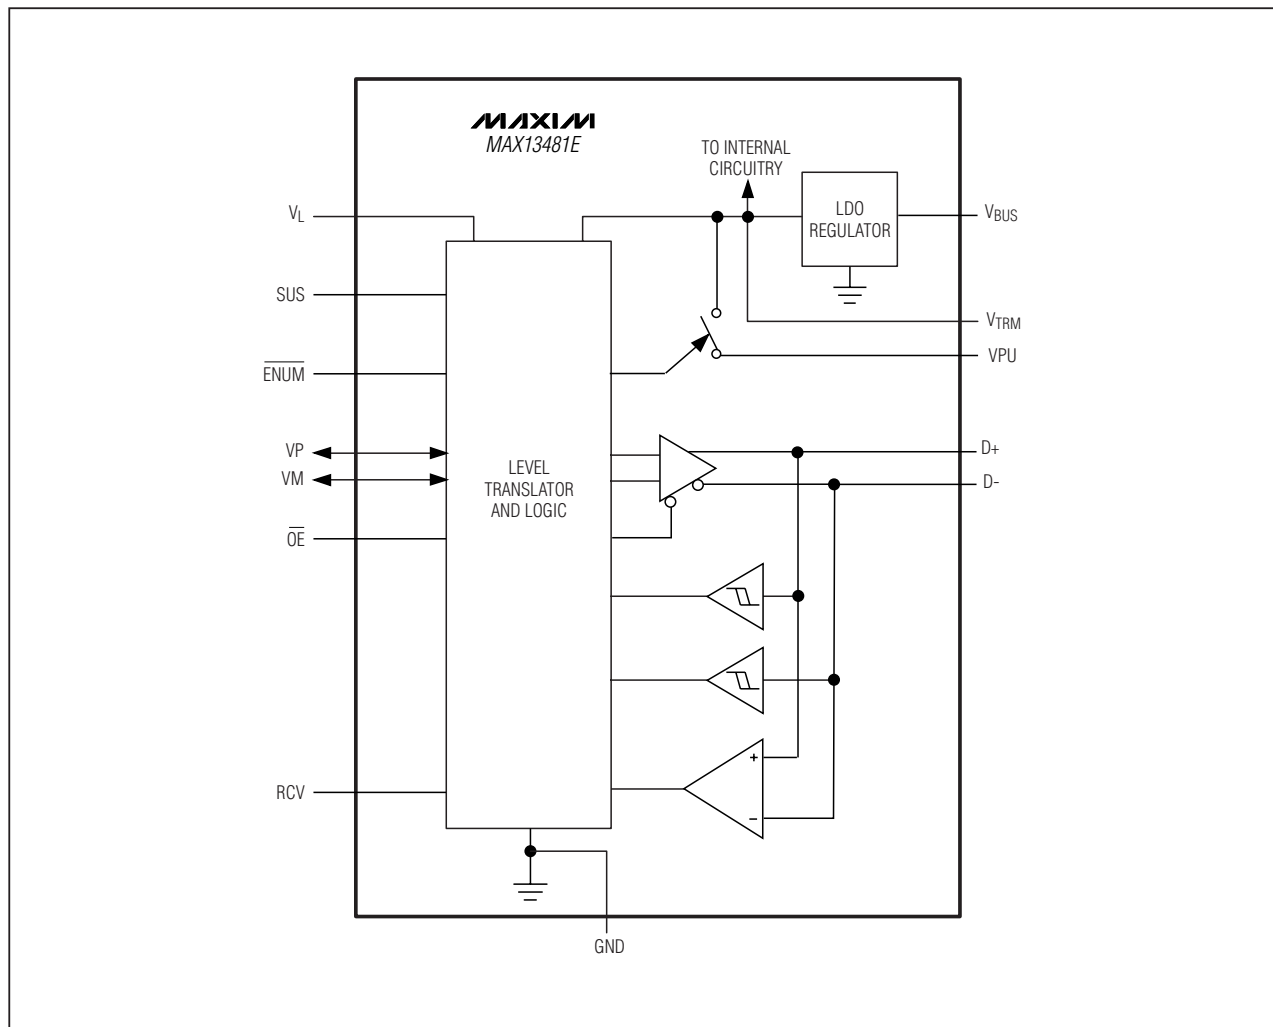 MAXIM
MAX13481E
TO INTERNAL
CIRCUITRY
LDO
REGULATOR
VL
VBUS
SUS
VTRM
VPU
ENUM
VP
VM
D+
D-
LEVEL
TRANSLATOR
AND LOGIC
OE
+
−
RCV
GND